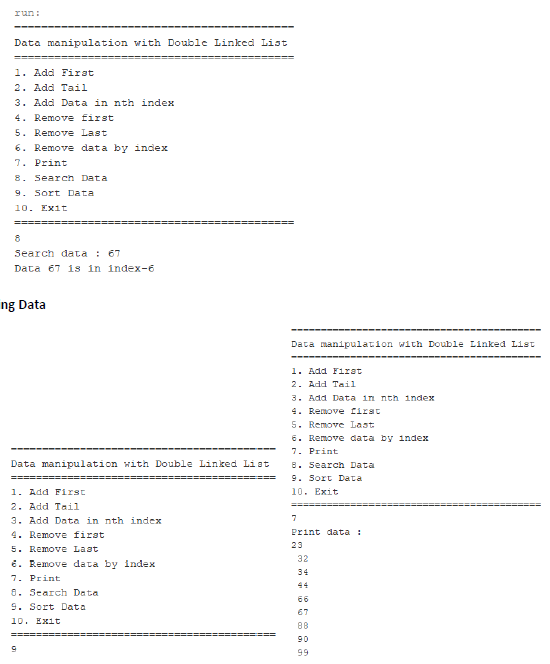 run:
==========================================
Data manipulation with Double Linked List
==========================================
1. Add First
2. Add Tail
3. Add Data in nth index
4. Remove first
5. Remove Last
6. Remove data by index
7. Print
8. Search Data
9. Sort Data
10. Exit
==========================================
8
Search data : 67
Data 67 is in index-6
ng Data
==========================================
Data manipulation with Double Linked List
==========================================
1. Add First
2. Add Tail
3. Add Data in nth index
4. Remove first
5. Remove Last
6. Remove data by index
7. Print
8. Search Data
9. Sort Data
10. Exit
==========================================
9
==========================================
Data manipulation with Double Linked List
==========================================
1. Add First
2. Add Tail
3. Add Data in nth index
4. Remove first
5. Remove Last
6. Remove data by index
7. Print
8. Search Data
9. Sort Data
10. Exit
==========================================
7
Print data :
23
32
34
44
66
67
88
90
99